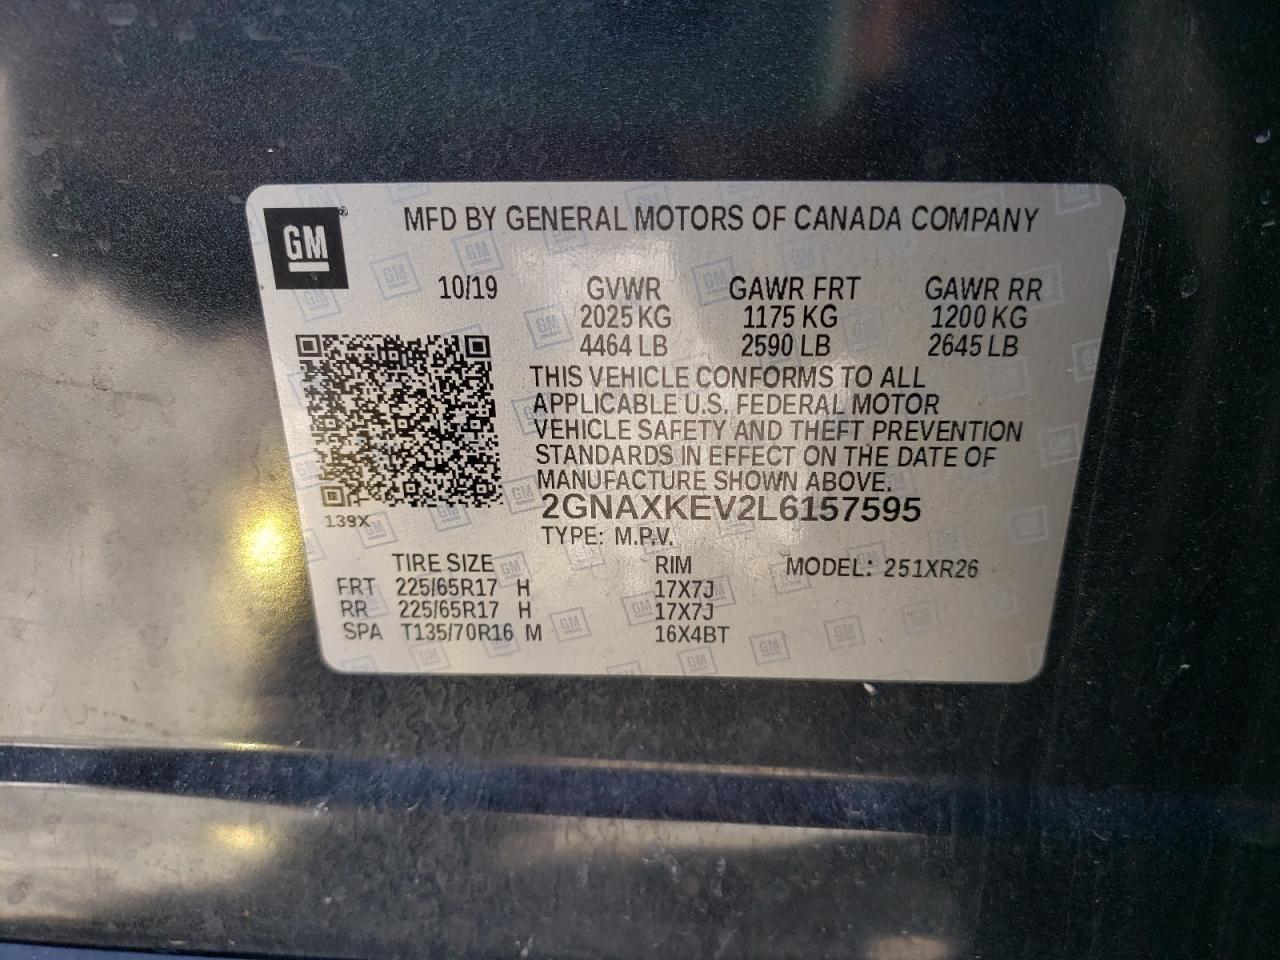 GM
MFD BY GENERAL MOTORS OF CANADA COMPANY
10/19
GVWR GAWR FRT GAWR RR
2025 KG 1175 KG 1200 KG
4464 LB 2590 LB 2645 LB
THIS VEHICLE CONFORMS TO ALL
APPLICABLE U.S. FEDERAL MOTOR
VEHICLE SAFETY AND THEFT PREVENTION
STANDARDS IN EFFECT ON THE DATE OF
MANUFACTURE SHOWN ABOVE.
2GNAXKEV2L6157595
139X
TYPE: M.P.V.
TIRE SIZE RIM MODEL: 251XR26
FRT 225/65R17 H 17X7J
RR 225/65R17 H 17X7J
SPA T135/70R16 M 16X4BT